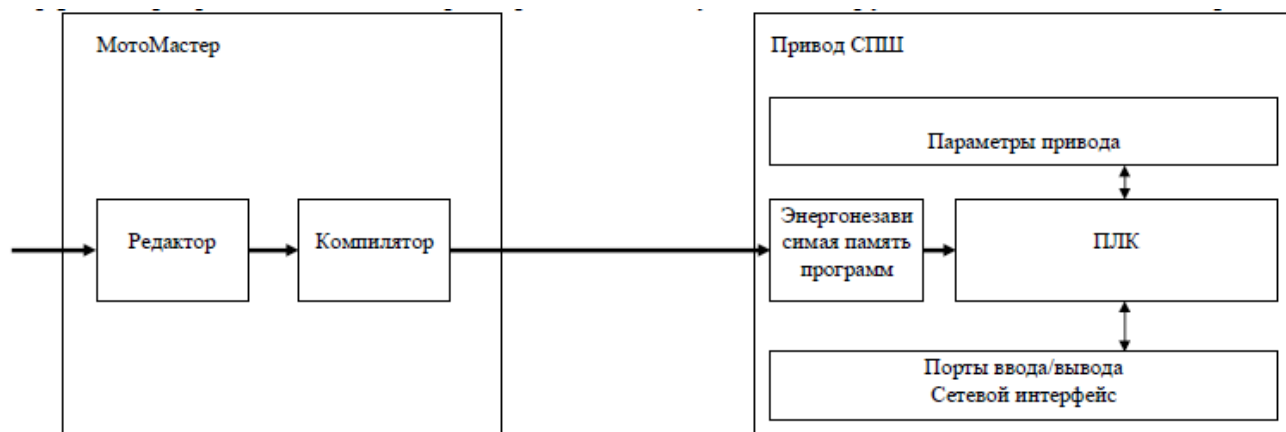 МотоМастер
Привод СПШ
Параметры привода
Редактор
Компилятор
Энергонезави
симая память
программ
ПЛК
Порты ввода/вывода
Сетевой интерфейс